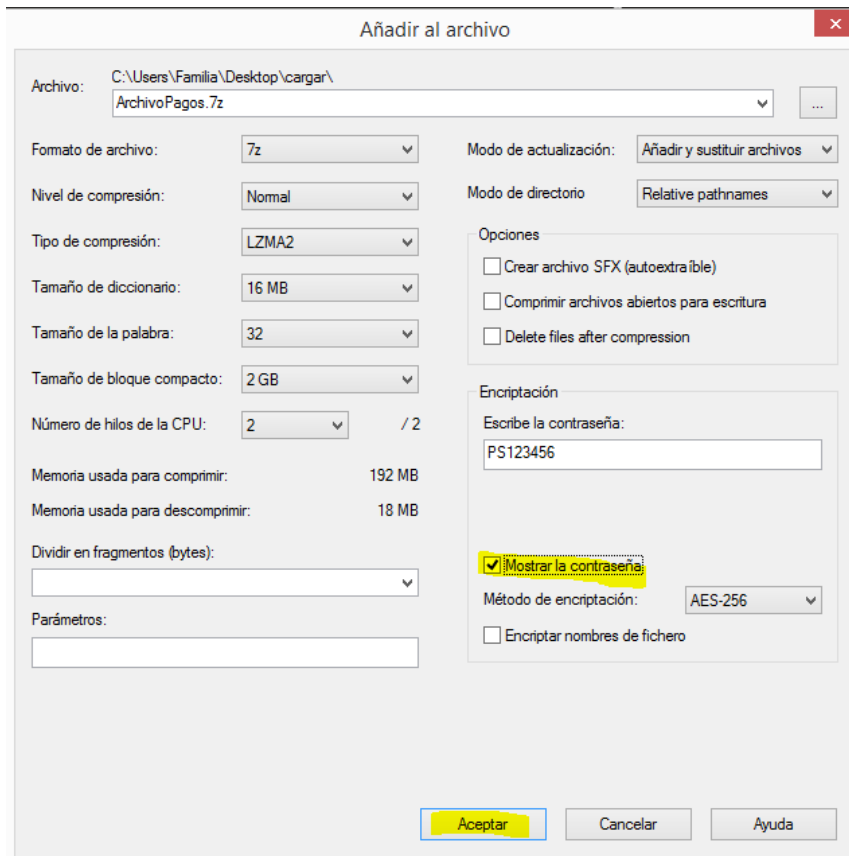 Añadir al archivo
Archivo:
C:\Users\Familia\Desktop\cargar\
ArchivoPagos.7z
...
Formato de archivo: 7z
Nivel de compresión: Normal
Tipo de compresión: LZMA2
Tamaño de diccionario: 16 MB
Tamaño de la palabra: 32
Tamaño de bloque compacto: 2 GB
Número de hilos de la CPU: 2 / 2
Memoria usada para comprimir: 192 MB
Memoria usada para descomprimir: 18 MB
Dividir en fragmentos (bytes):
Parámetros:
Modo de actualización: Añadir y sustituir archivos
Modo de directorio Relative pathnames
Opciones
Crear archivo SFX (autoextraíble)
Comprimir archivos abiertos para escritura
Delete files after compression
Encriptación
Escribe la contraseña:
PS123456
Mostrar la contraseña
Método de encriptación: AES-256
Encriptar nombres de fichero
Aceptar Cancelar Ayuda